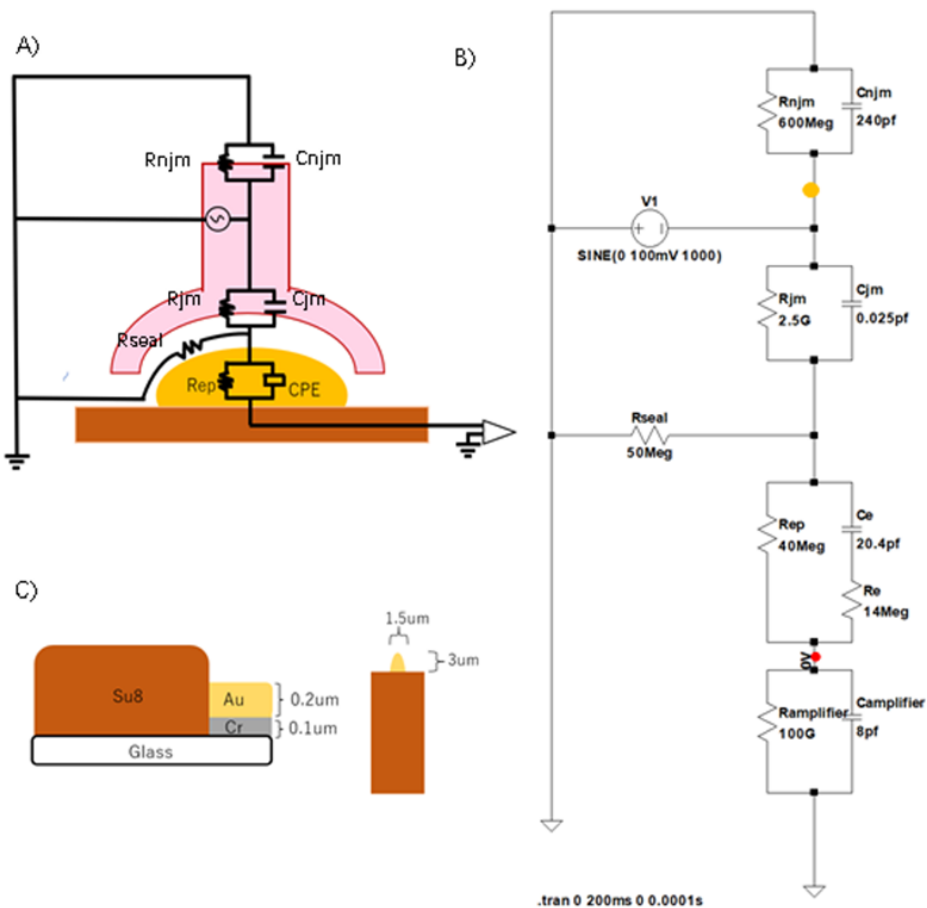 A)
Rnjm
Cnjm
Rjm
Cjm
Rseal
Rep
CPE
B)
Rnjm
600Meg
Cnjm
240pf
V1
SINE(0 100mV 1000)
Rjm
2.5G
Cjm
0.025pf
Rseal
50Meg
Rep
40Meg
Ce
20.4pf
Re
14Meg
0V
Ramplifier
100G
Camplifier
8pf
.tran 0 200ms 0 0.0001s
C)
Su8
Au
Cr
Glass
0.2um
0.1um
1.5um
3um